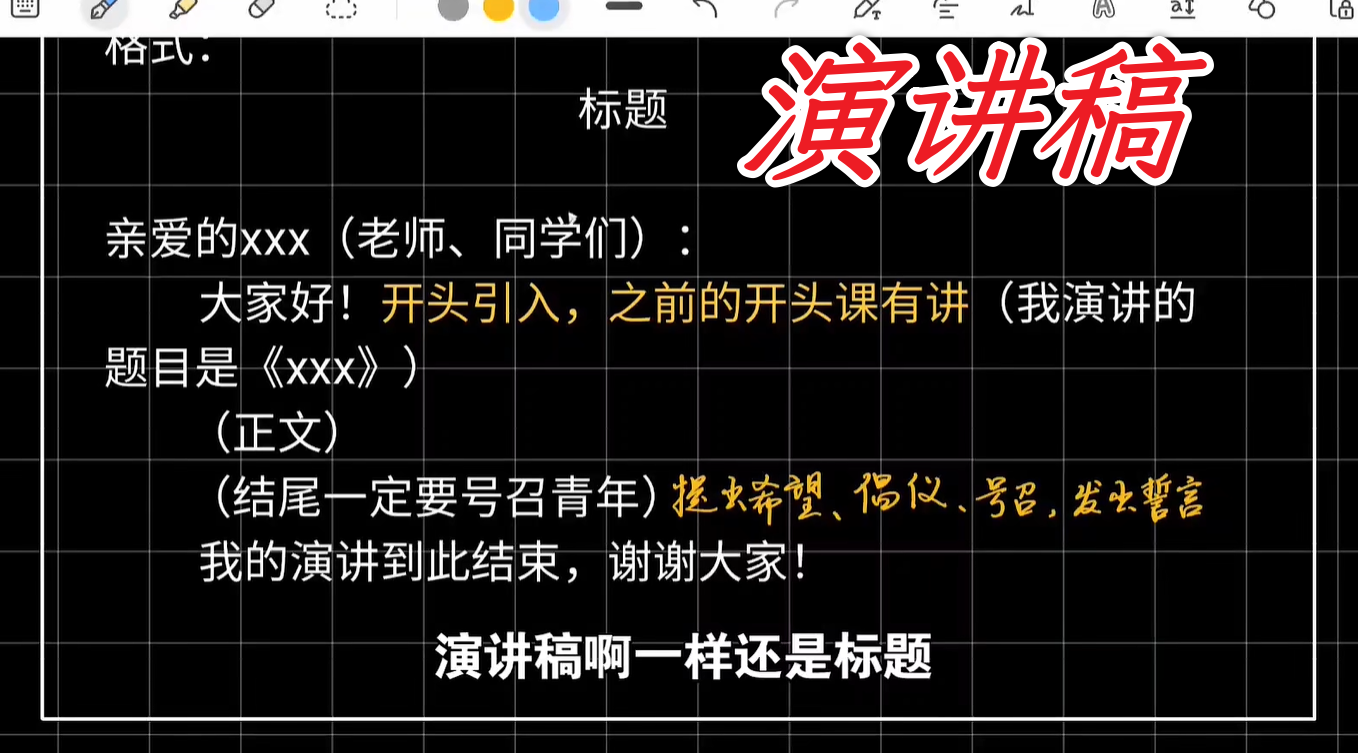 格式：
标题
演讲稿
亲爱的xxx（老师、同学们）：
大家好！开头引入，之前的开头课有讲（我演讲的
题目是《xxx》）
（正文）
（结尾一定要号召青年）提出希望、倡仪、号召，发出誓言
我的演讲到此结束，谢谢大家！
演讲稿啊一样还是标题